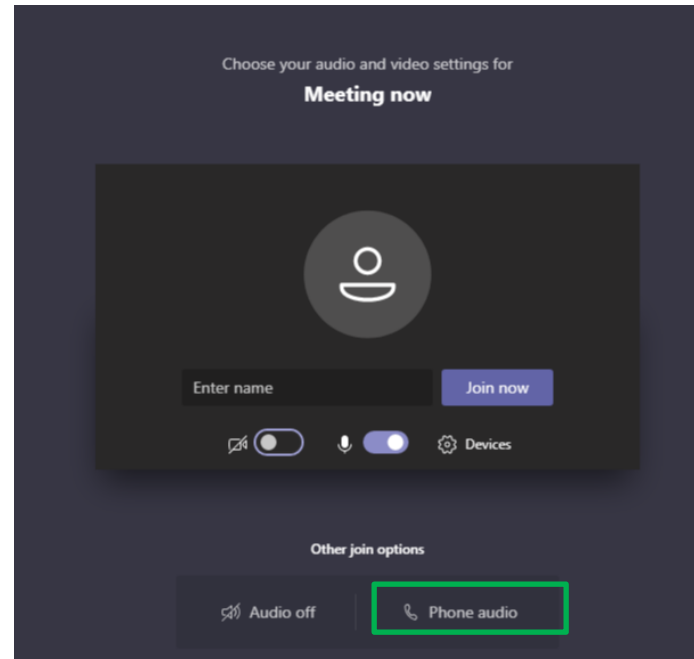 Choose your audio and video settings for
Meeting now
Enter name
Join now
Devices
Other join options
Audio off
Phone audio